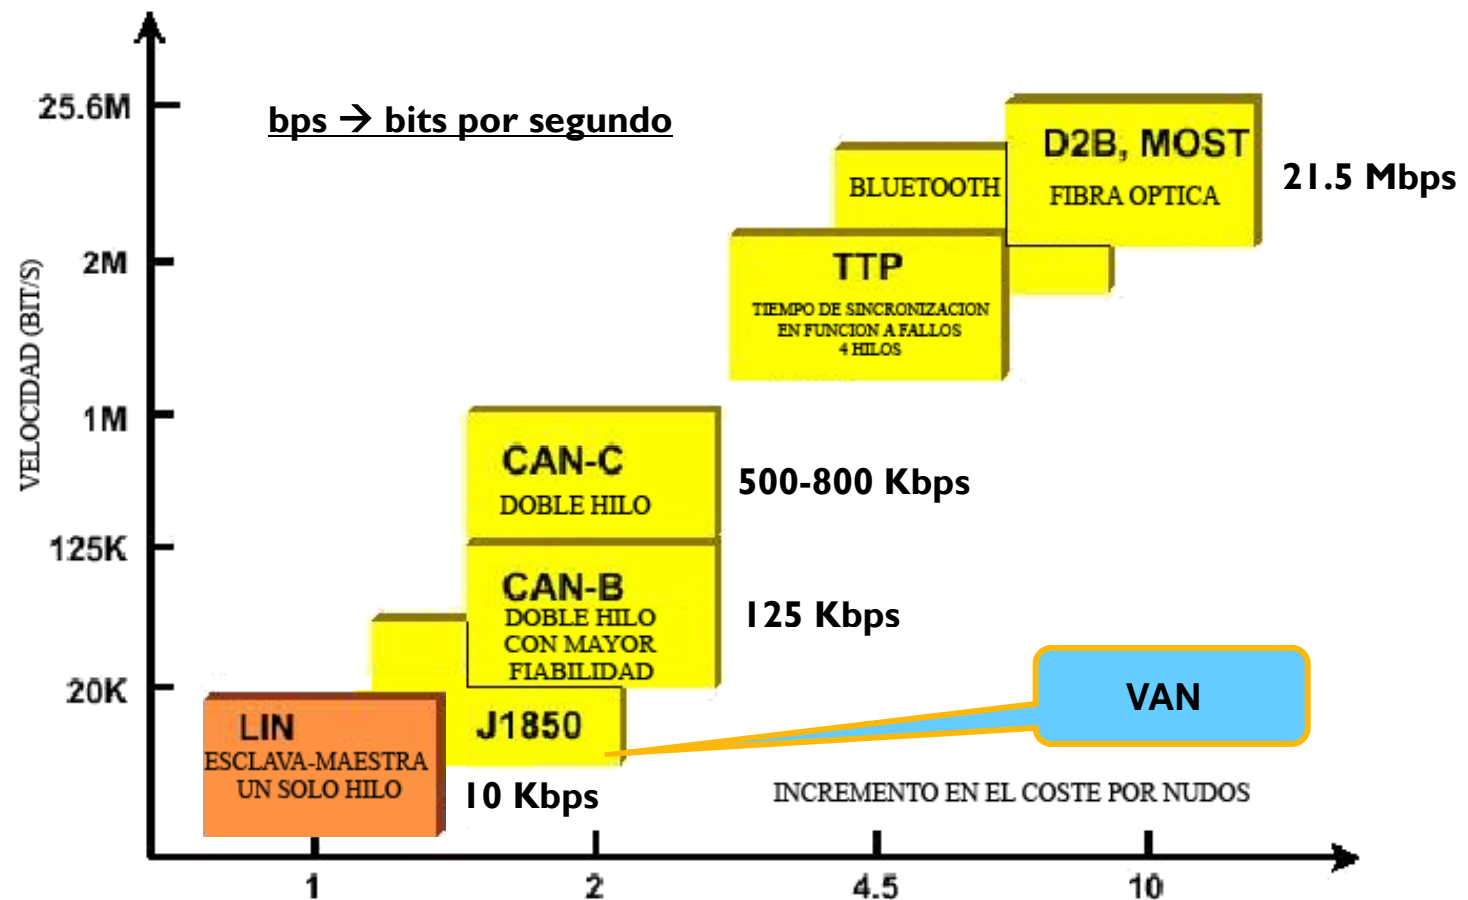 25.6M
bps → bits por segundo
D2B, MOST
FIBRA OPTICA
21.5 Mbps
BLUETOOTH
2M
TTP
TIEMPO DE SINCRONIZACION
EN FUNCION A FALLOS
4 HILOS
VELOCIDAD (BIT/S)
1M
CAN-C
DOBLE HILO
500-800 Kbps
125K
CAN-B
DOBLE HILO
CON MAYOR
FIABILIDAD
125 Kbps
20K
LIN
ESCLAVA-MAESTRA
UN SOLO HILO
J1850
VAN
10 Kbps
INCREMENTO EN EL COSTE POR NUDOS
1
2
4.5
10